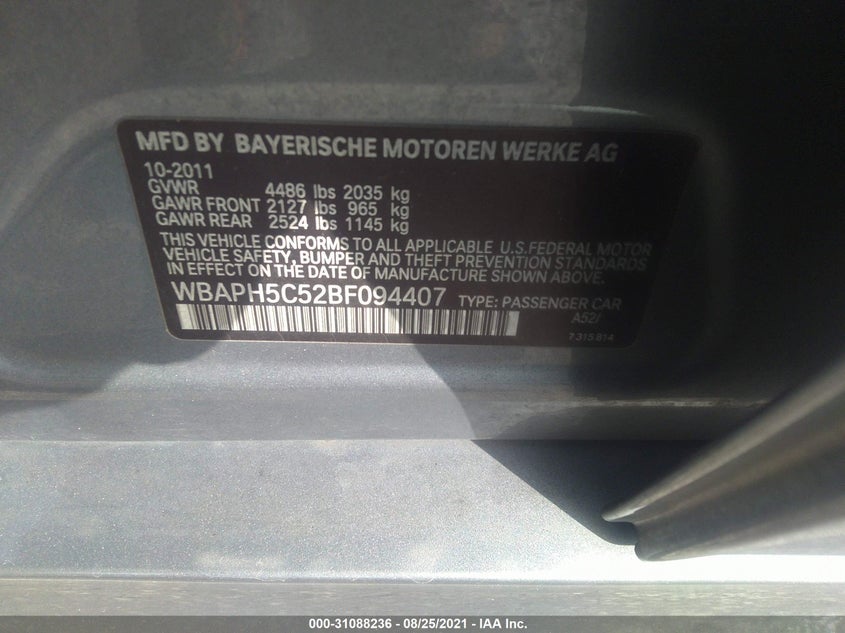 MFD BY BAYERISCHE MOTOREN WERKE AG
10-2011
GVWR 4486 lbs 2035 kg
GAWR FRONT 2127 lbs 965 kg
GAWR REAR 2524 lbs 1145 kg
THIS VEHICLE CONFORMS TO ALL APPLICABLE U.S.FEDERAL MOTOR
VEHICLE SAFETY, BUMPER AND THEFT PREVENTION STANDARDS
IN EFFECT ON THE DATE OF MANUFACTURE SHOWN ABOVE.
WBAPH5C52BF094407 TYPE: PASSENGER CAR
A52/
7 315 814
000-31088236 - 08/25/2021 - IAA Inc.